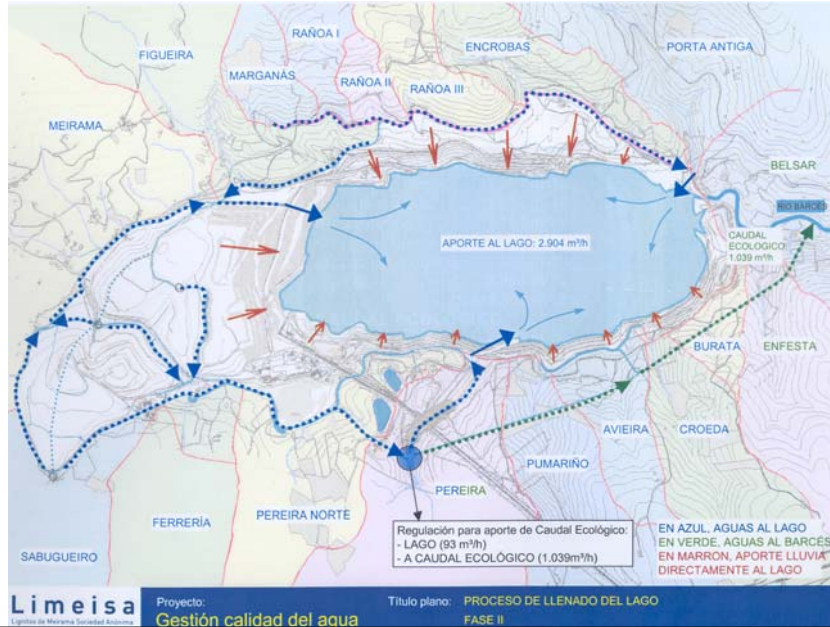 RAÑOA I
ENCROBAS
PORTA ANTIGA
FIGUEIRA
MARGANÁS
RAÑOA II
RAÑOA III
MEIRAMA
BELSAR
RIO BARCÉS
APORTE AL LAGO: 2.904 m³/h
CAUDAL
ECOLOGICO
1.039 m³/h
BURATA
ENFESTA
AVIEIRA
CROEDA
PUMARIÑO
PEREIRA
PEREIRA NORTE
FERRERÍA
SABUGUEIRO
Regulación para aporte de Caudal Ecológico:
- LAGO (93 m³/h)
- A CAUDAL ECOLÓGICO (1.039m³/h)
EN AZUL, AGUAS AL LAGO
EN VERDE, AGUAS AL BARCÉS
EN MARRON, APORTE LLUVIA
DIRECTAMENTE AL LAGO
Limeisa
Lignitos de Meirama Sociedad Anónima
Proyecto:
Gestión calidad del agua
Título plano: PROCESO DE LLENADO DEL LAGO
FASE II